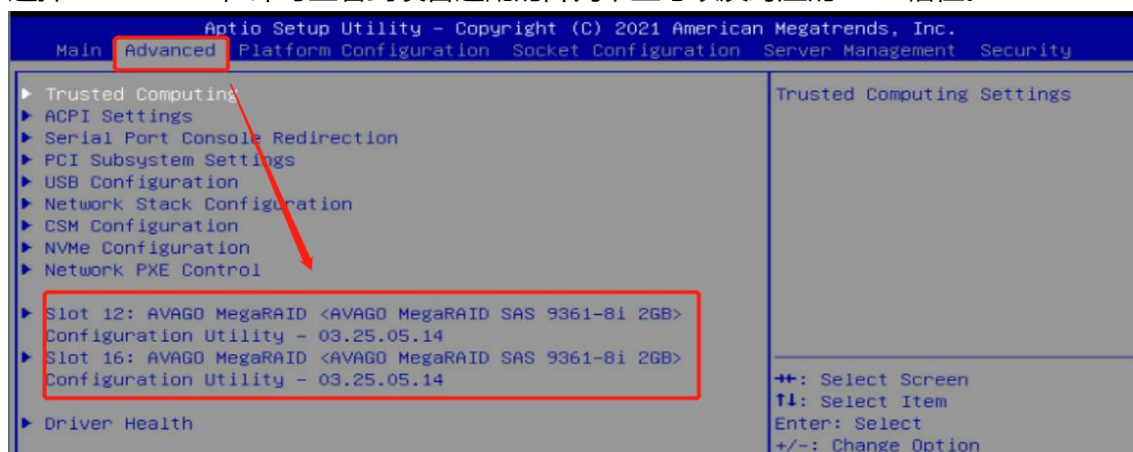 Aptio Setup Utility - Copyright (C) 2021 American Megatrends, Inc.
Main Advanced Platform Configuration Socket Configuration Server Management Security
Trusted Computing
Trusted Computing Settings
ACPI Settings
Serial Port Console Redirection
PCI Subsystem Settings
USB Configuration
Network Stack Configuration
CSM Configuration
NVMe Configuration
Network PXE Control
Slot 12: AVAGO MegaRAID <AVAGO MegaRAID SAS 9361-8i 2GB>
Configuration Utility - 03.25.05.14
Slot 16: AVAGO MegaRAID <AVAGO MegaRAID SAS 9361-8i 2GB>
Configuration Utility - 03.25.05.14
Driver Health
→←: Select Screen
↑↓: Select Item
Enter: Select
+/-: Change Option